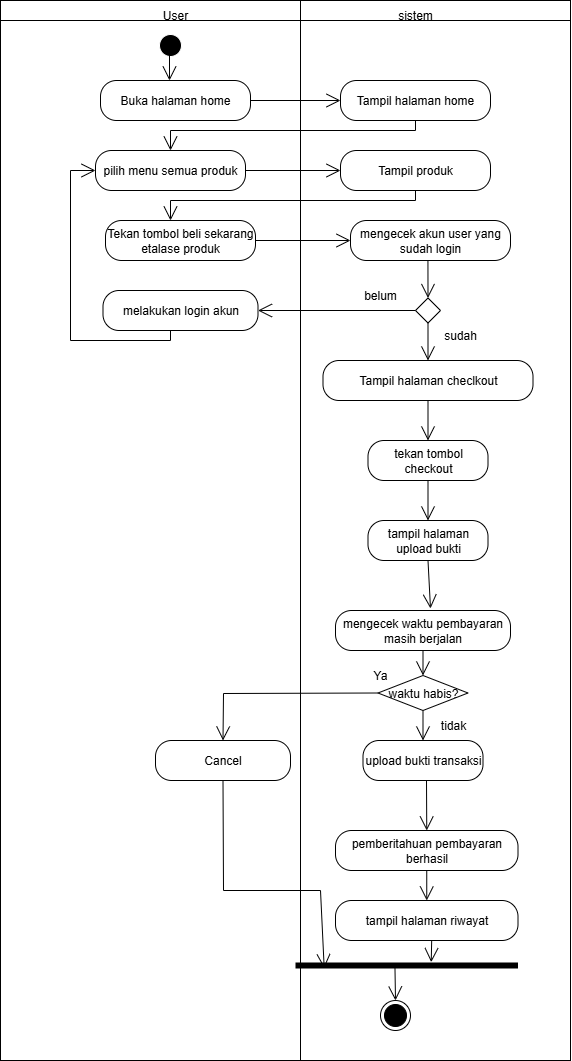 User
sistem
Buka halaman home
Tampil halaman home
pilih menu semua produk
Tampil produk
Tekan tombol beli sekarang
etalase produk
mengecek akun user yang
sudah login
belum
melakukan login akun
sudah
Tampil halaman checlkout
tekan tombol
checkout
tampil halaman
upload bukti
mengecek waktu pembayaran
masih berjalan
Ya
waktu habis?
tidak
Cancel
upload bukti transaksi
pemberitahuan pembayaran
berhasil
tampil halaman riwayat